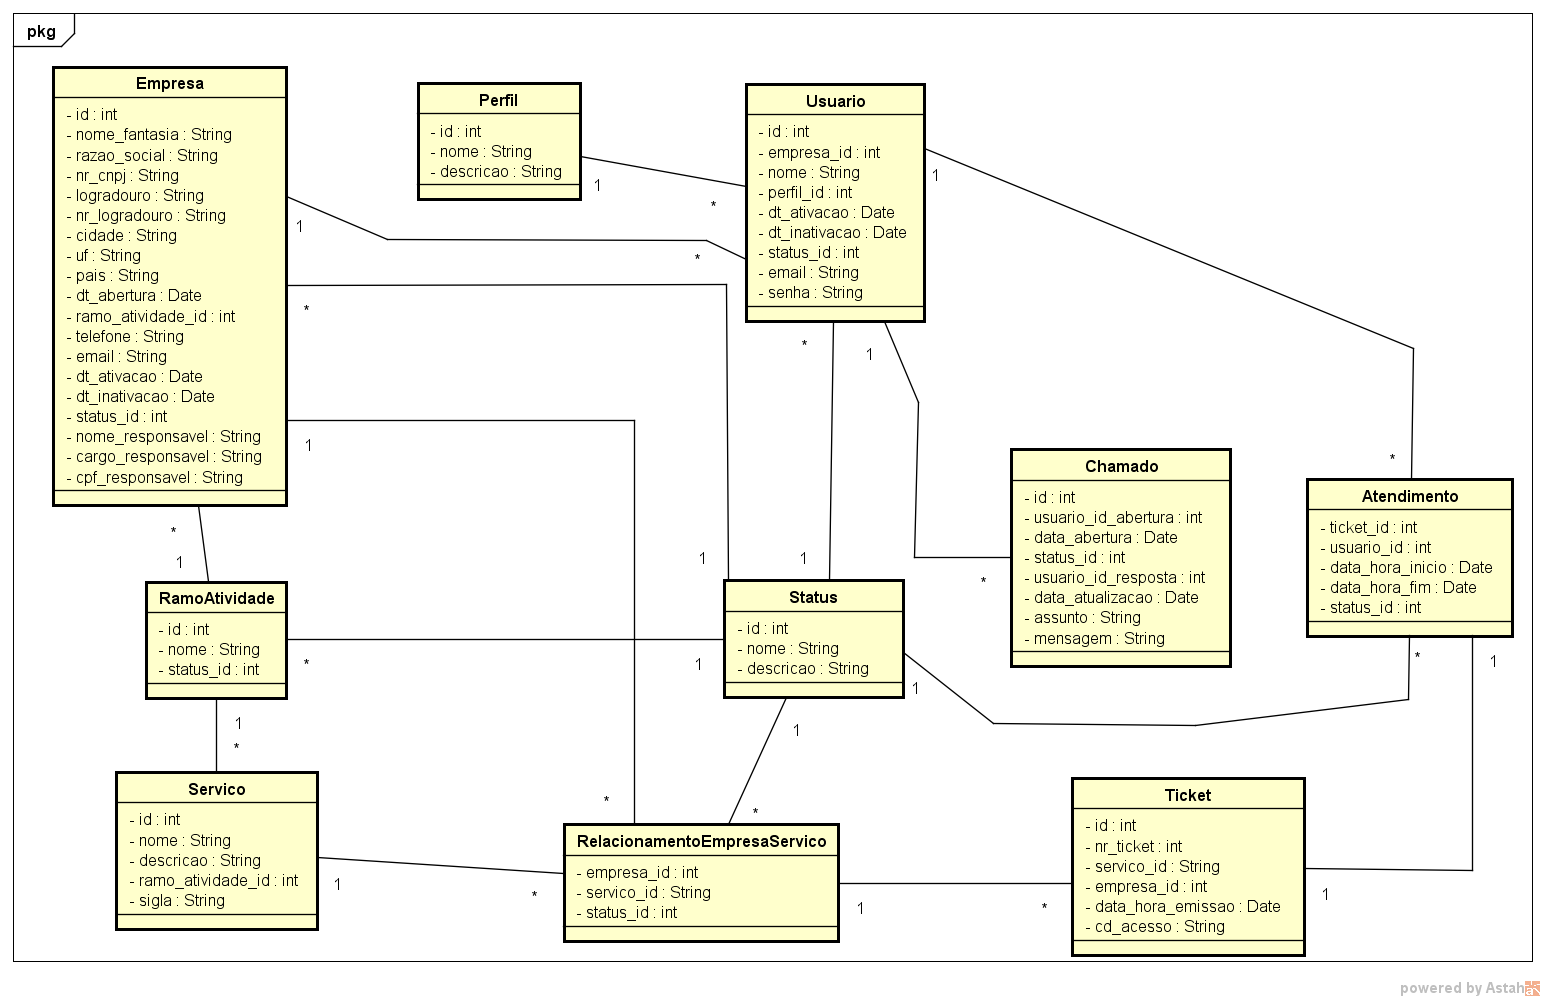 pkg
Empresa
- id : int
- nome_fantasia : String
- razao_social : String
- nr_cnpj : String
- logradouro : String
- nr_logradouro : String
- cidade : String
- uf : String
- pais : String
- dt_abertura : Date
- ramo_atividade_id : int
- telefone : String
- email : String
- dt_ativacao : Date
- dt_inativacao : Date
- status_id : int
- nome_responsavel : String
- cargo_responsavel : String
- cpf_responsavel : String
Perfil
- id : int
- nome : String
- descricao : String
Usuario
- id : int
- empresa_id : int
- nome : String
- perfil_id : int
- dt_ativacao : Date
- dt_inativacao : Date
- status_id : int
- email : String
- senha : String
1
*
1
*
*
1
1
*
1
*
1
*
*
1
*
1
Chamado
- id : int
- usuario_id_abertura : int
- data_abertura : Date
- status_id : int
- usuario_id_resposta : int
- data_atualizacao : Date
- assunto : String
- mensagem : String
Atendimento
- ticket_id : int
- usuario_id : int
- data_hora_inicio : Date
- data_hora_fim : Date
- status_id : int
RamoAtividade
- id : int
- nome : String
- status_id : int
Status
- id : int
- nome : String
- descricao : String
*
1
1
*
1
1
*
1
*
*
1
Servico
- id : int
- nome : String
- descricao : String
- ramo_atividade_id : int
- sigla : String
RelacionamentoEmpresaServico
- empresa_id : int
- servico_id : String
- status_id : int
Ticket
- id : int
- nr_ticket : int
- servico_id : String
- empresa_id : int
- data_hora_emissao : Date
- cd_acesso : String
1
*
1
*
1
powered by Astah